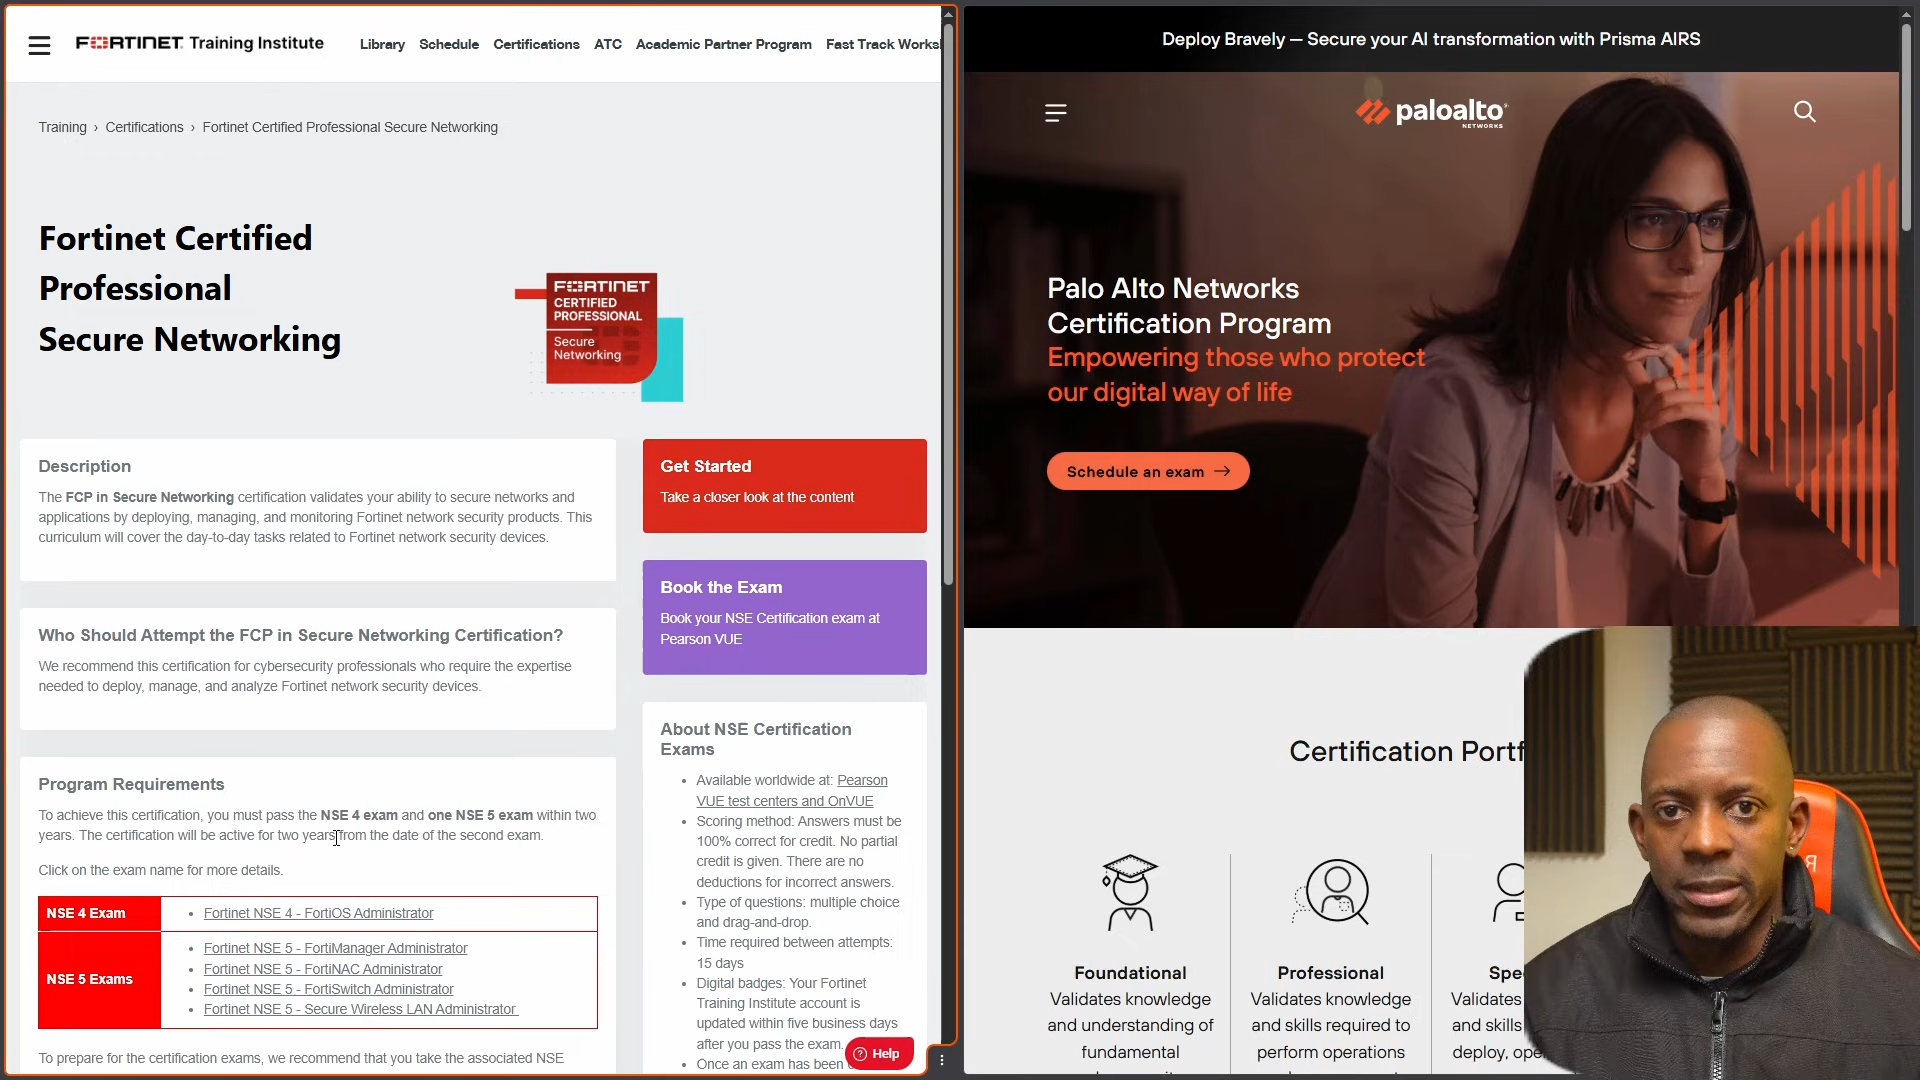 FORTINET Training Institute
Library
Schedule
Certifications
ATC
Academic Partner Program
Fast Track Works
Training › Certifications › Fortinet Certified Professional Secure Networking
Fortinet Certified
Professional
Secure Networking
FORTINET
CERTIFIED
PROFESSIONAL
Secure
Networking
Description
The FCP in Secure Networking certification validates your ability to secure networks and
applications by deploying, managing, and monitoring Fortinet network security products. This
curriculum will cover the day-to-day tasks related to Fortinet network security devices.
Who Should Attempt the FCP in Secure Networking Certification?
We recommend this certification for cybersecurity professionals who require the expertise
needed to deploy, manage, and analyze Fortinet network security devices.
Program Requirements
To achieve this certification, you must pass the NSE 4 exam and one NSE 5 exam within two
years. The certification will be active for two years from the date of the second exam.
Click on the exam name for more details.
NSE 4 Exam
• Fortinet NSE 4 - FortiOS Administrator
NSE 5 Exams
• Fortinet NSE 5 - FortiManager Administrator
• Fortinet NSE 5 - FortiNAC Administrator
• Fortinet NSE 5 - FortiSwitch Administrator
• Fortinet NSE 5 - Secure Wireless LAN Administrator
To prepare for the certification exams, we recommend that you take the associated NSE
Get Started
Take a closer look at the content
Book the Exam
Book your NSE Certification exam at
Pearson VUE
About NSE Certification
Exams
• Available worldwide at: Pearson
VUE test centers and OnVUE
• Scoring method: Answers must be
100% correct for credit. No partial
credit is given. There are no
deductions for incorrect answers.
• Type of questions: multiple choice
and drag-and-drop.
• Time required between attempts:
15 days
• Digital badges: Your Fortinet
Training Institute account is
updated within five business days
after you pass the exam.
• Once an exam has been
Help
Deploy Bravely — Secure your AI transformation with Prisma AIRS
paloalto
NETWORKS
Palo Alto Networks
Certification Program
Empowering those who protect
our digital way of life
Schedule an exam →
Certification Portf
Foundational
Validates knowledge
and understanding of
fundamental
Professional
Validates knowledge
and skills required to
perform operations
Spe
Validates
and skills
deploy, ope